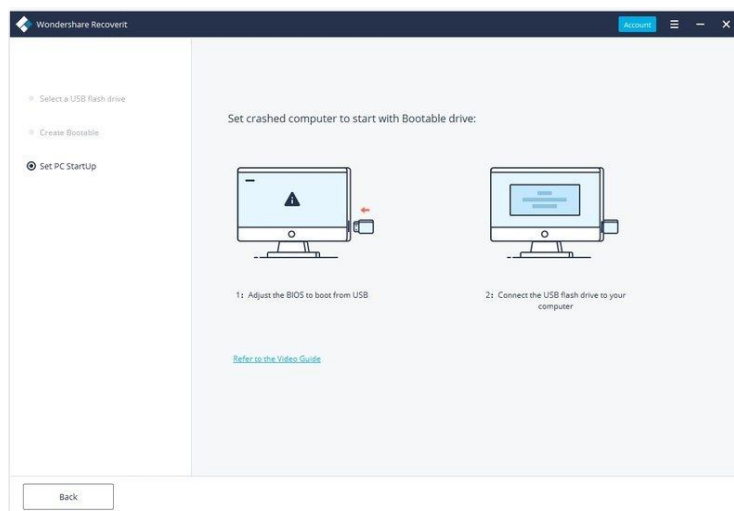 Wondershare Recoverit
Account
Select a USB flash drive
Create Bootable
Set PC StartUp
Set crashed computer to start with Bootable drive:
1: Adjust the BIOS to boot from USB
2: Connect the USB flash drive to your
computer
Refer to the Video Guide
Back